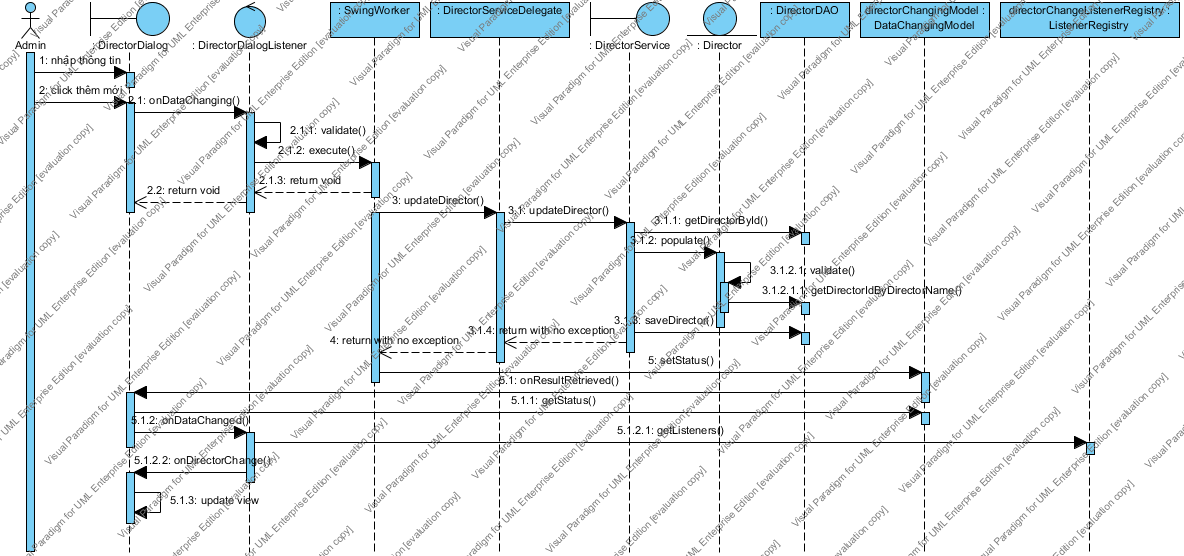 : SwingWorker
: DirectorServiceDelegate
: DirectorDAO
directorChangingModel :
DataChangingModel
directorChangeListenerRegistry :
ListenerRegistry
Admin
: DirectorDialog
: DirectorDialogListener
: DirectorService
: Director
1: nhập thông tin
2: click thêm mới
2.1: onDataChanging()
2.1.1: validate()
2.1.2: execute()
2.1.3: return void
2.2: return void
3: updateDirector()
3.1: updateDirector()
3.1.1: getDirectorById()
3.1.2: populate()
3.1.2.1: validate()
3.1.2.1.1: getDirectorIdByDirectorName()
3.1.3: saveDirector()
3.1.4: return with no exception
4: return with no exception
5: setStatus()
5.1: onResultRetrieved()
5.1.1: getStatus()
5.1.2: onDataChanged()
5.1.2.1: getListeners()
5.1.2.2: onDirectorChange()
5.1.3: update view
Visual Paradigm for UML Enterprise Edition [evaluation copy]